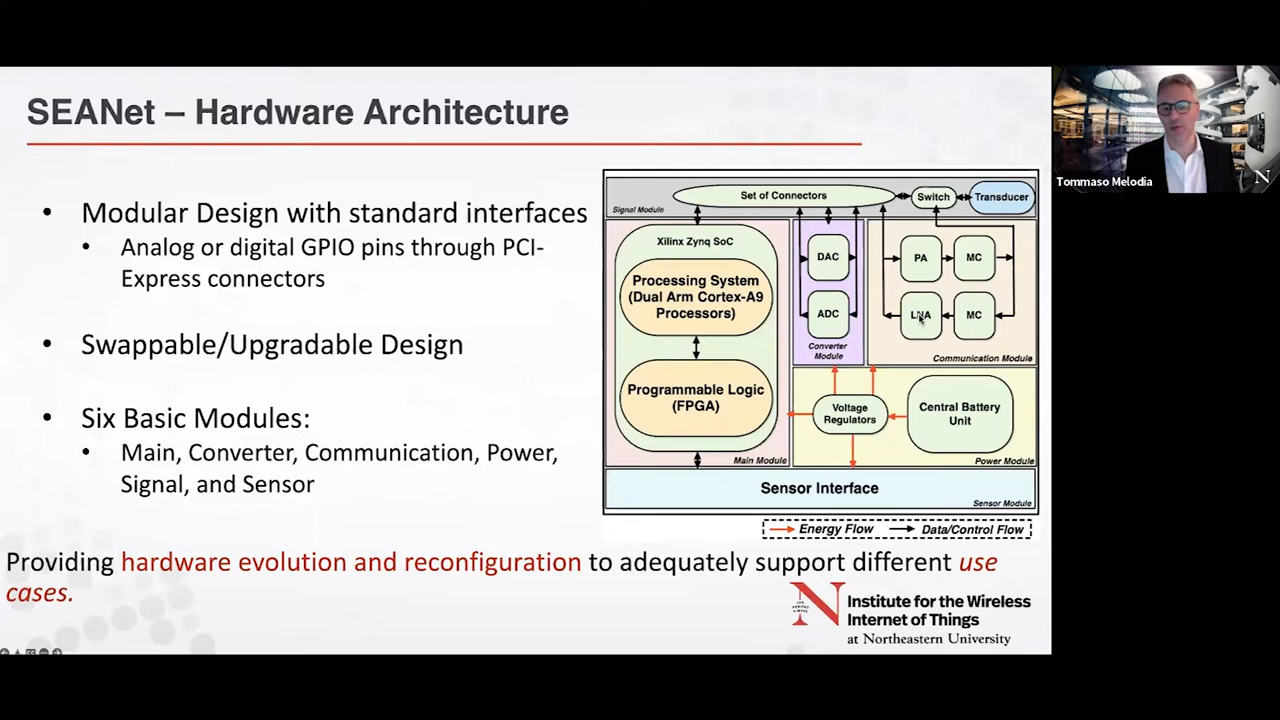 SEANet – Hardware Architecture
• Modular Design with standard interfaces
• Analog or digital GPIO pins through PCI-
Express connectors
• Swappable/Upgradable Design
• Six Basic Modules:
• Main, Converter, Communication, Power,
Signal, and Sensor
Set of Connectors
Switch
Transducer
Signal Module
Xilinx Zynq SoC
Processing System
(Dual Arm Cortex-A9
Processors)
Programmable Logic
(FPGA)
Main Module
DAC
ADC
Converter
Module
PA
MC
LNA
MC
Communication Module
Voltage
Regulators
Central Battery
Unit
Power Module
Sensor Interface
Sensor Module
Energy Flow
Data/Control Flow
Providing hardware evolution and reconfiguration to adequately support different use
cases.
N
Institute for the Wireless
Internet of Things
at Northeastern University
Tommaso Melodia
N